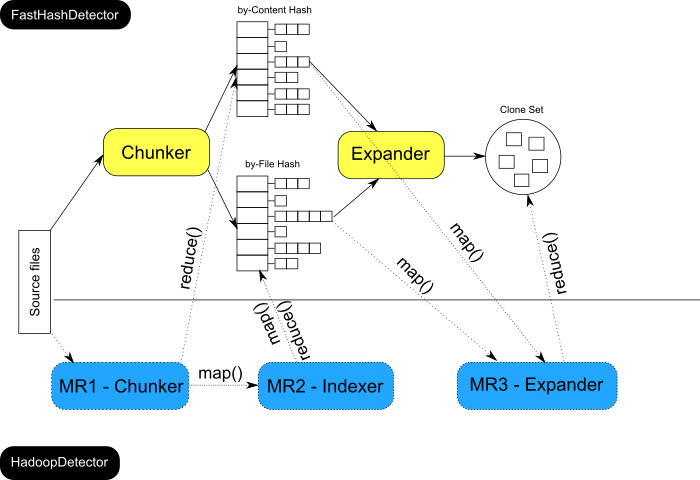 FastHashDetector
by-Content Hash
Clone Set
Chunker
Expander
by-File Hash
Source files
reduce()
map()
map()
reduce()
map()
reduce()
map()
MR1 - Chunker
MR2 - Indexer
MR3 - Expander
HadoopDetector